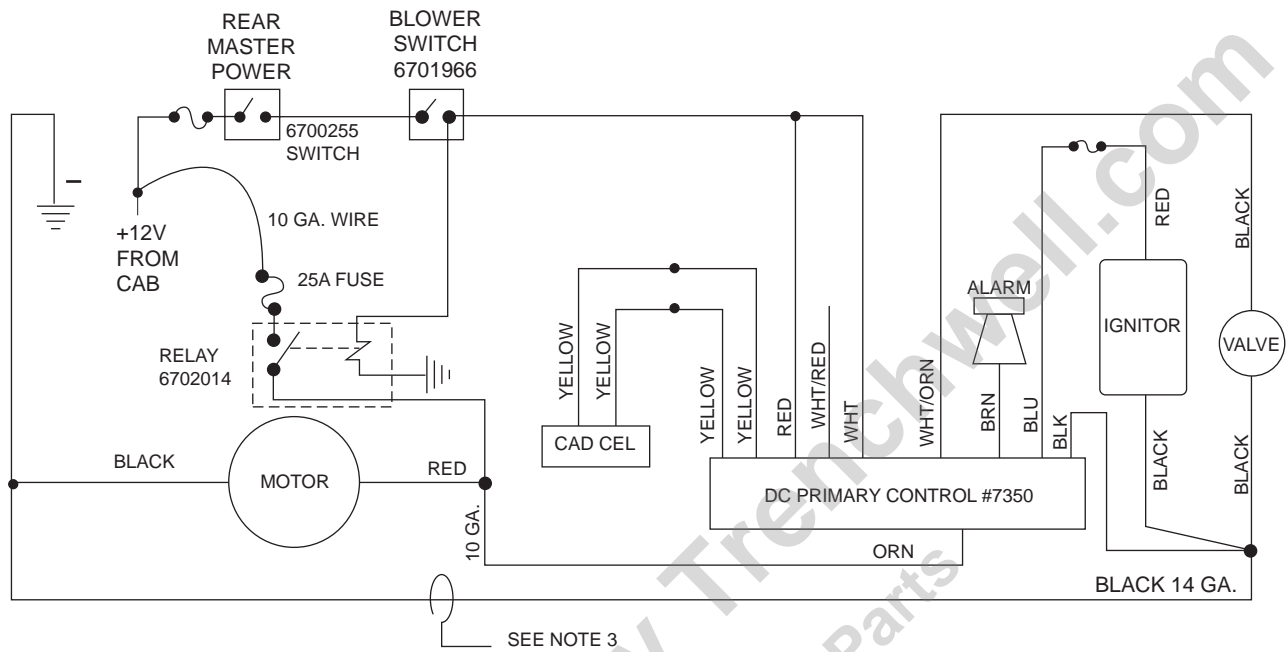 REAR
MASTER
POWER
BLOWER
SWITCH
6701966
6700255
SWITCH
–
+12V
FROM
CAB
10 GA. WIRE
25A FUSE
RELAY
6702014
BLACK
MOTOR
RED
10 GA.
YELLOW
YELLOW
CAD CEL
YELLOW
YELLOW
RED
WHT/RED
WHT
WHT/ORN
ALARM
BRN
BLU
BLK
RED
IGNITOR
BLACK
BLACK
VALVE
BLACK
DC PRIMARY CONTROL #7350
ORN
BLACK 14 GA.
SEE NOTE 3
y Trenchwell.com
Parts